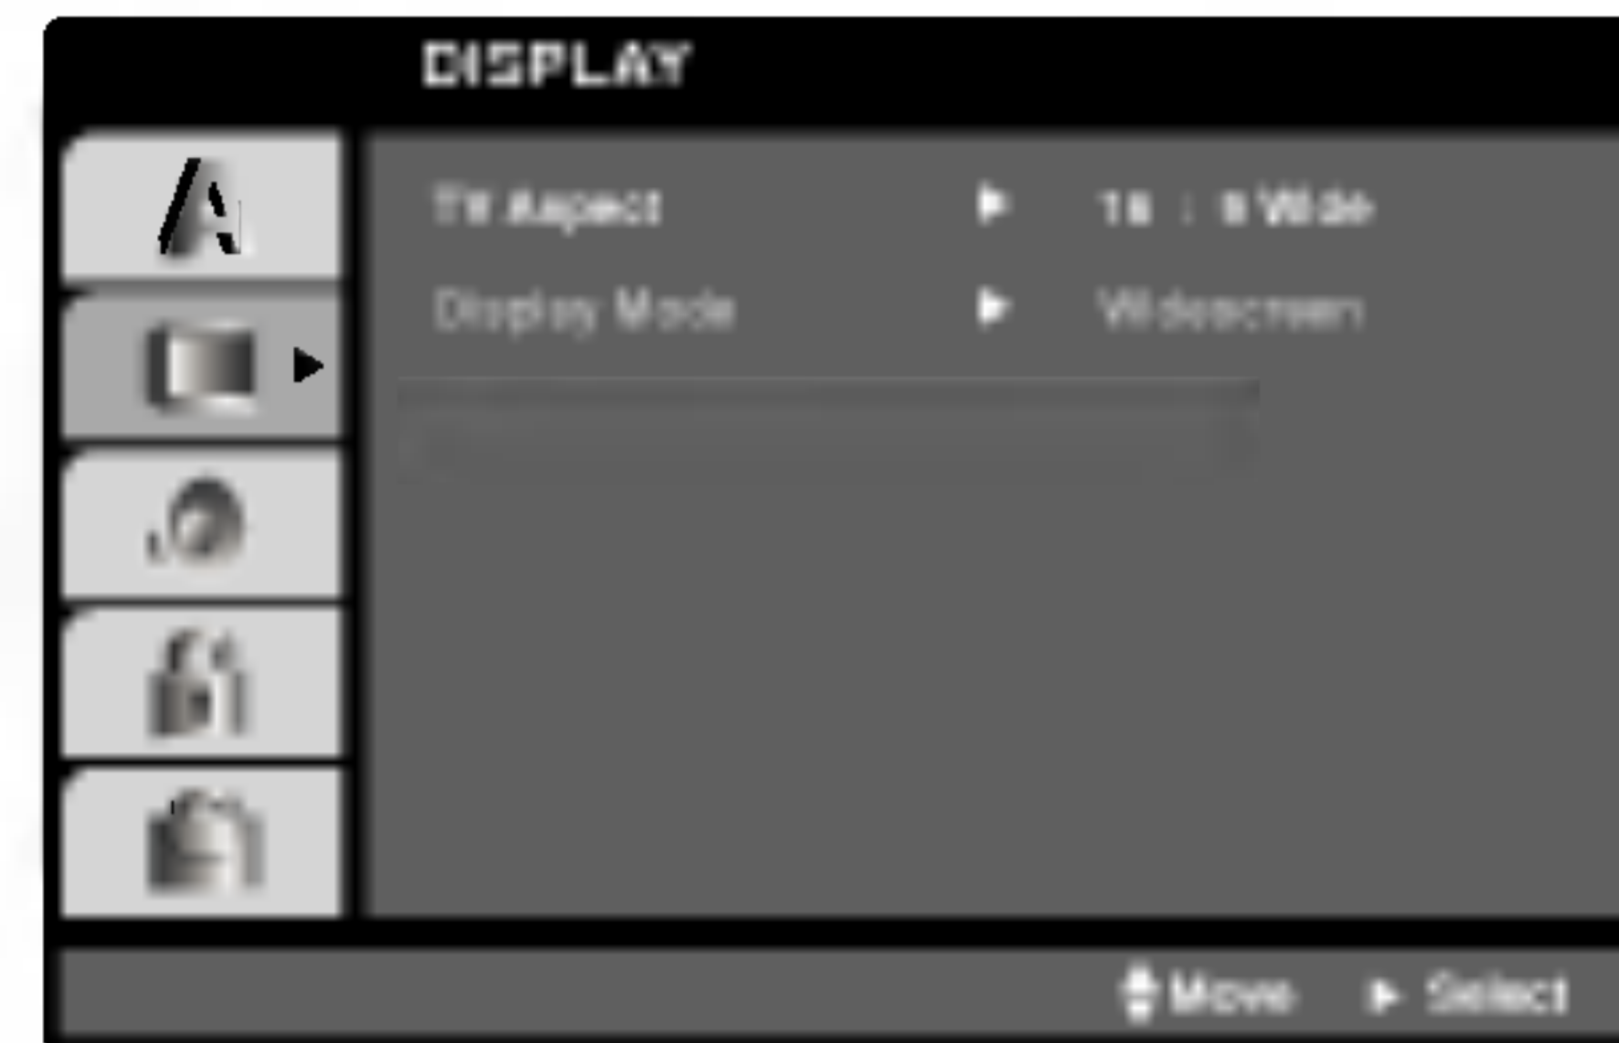 DISPLAY
TV Aspect ▶ 16 : 9 Wide
Display Mode ▶ Widescreen
Move ▶ Select